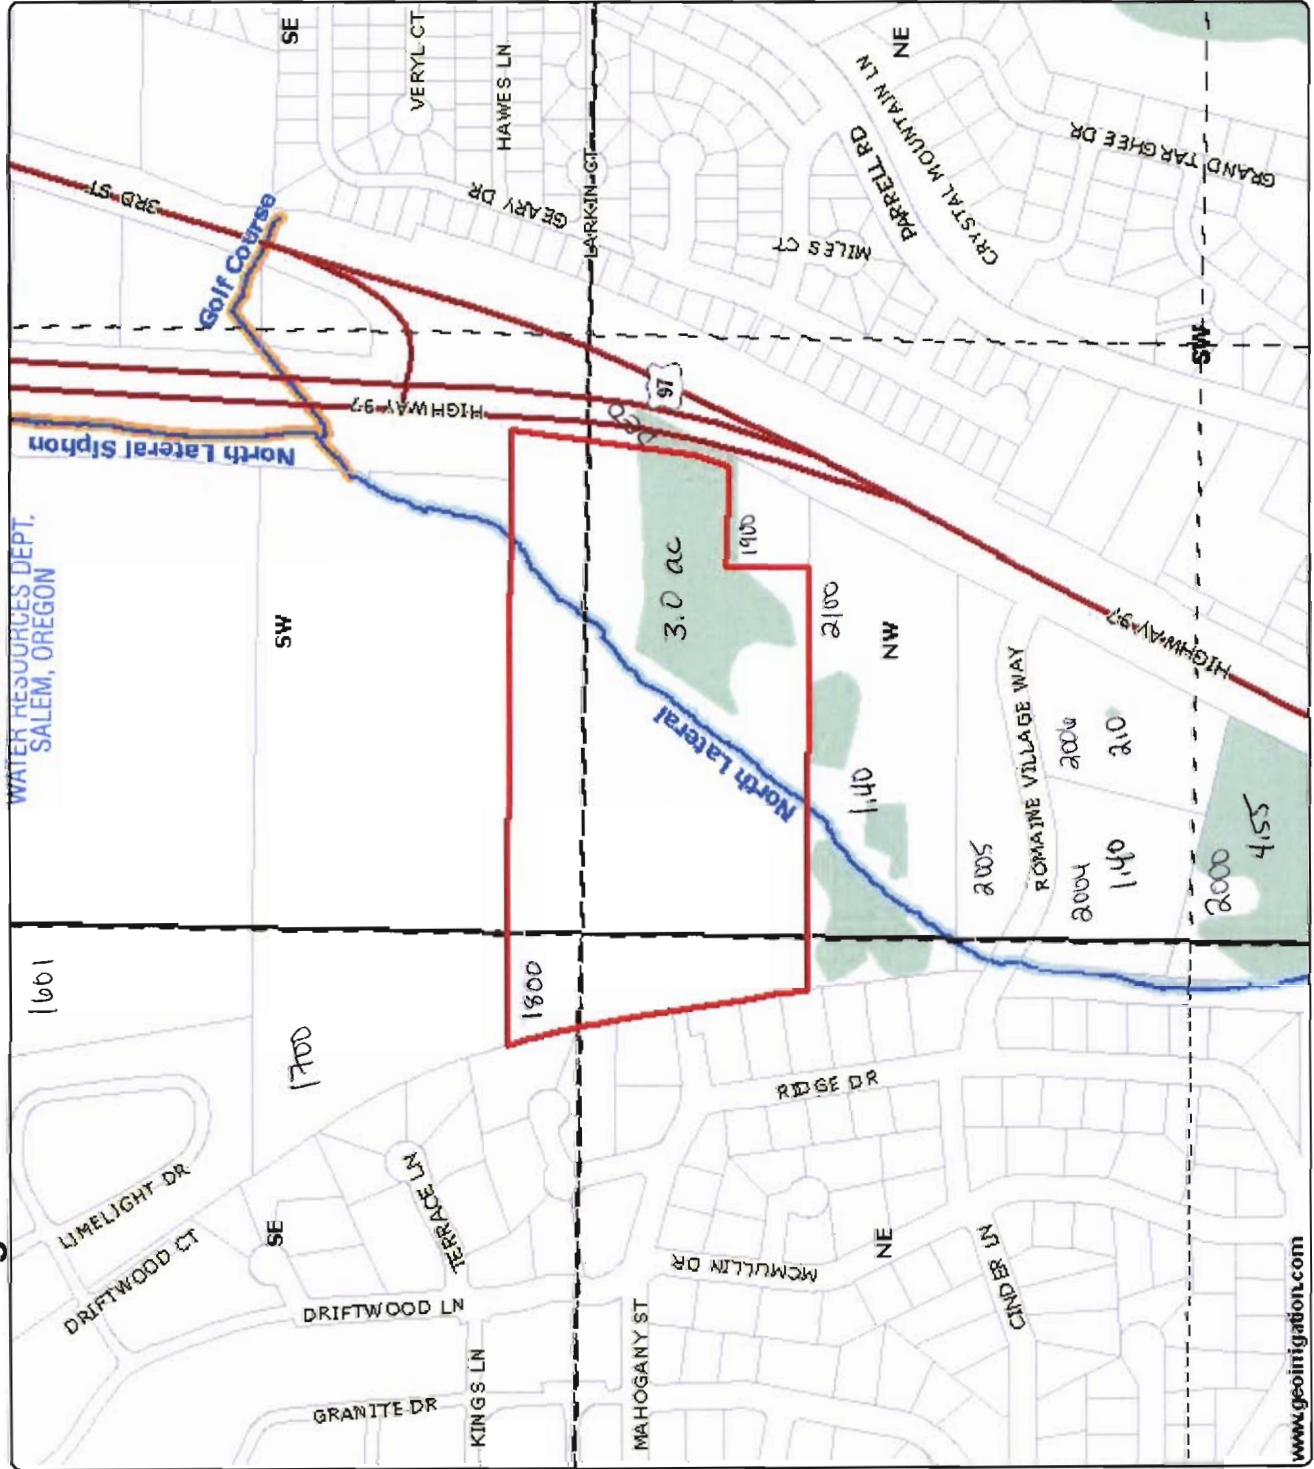 WATER RESOURCES DEPT.
SALEM, OREGON
SE
VERYL CT
HAWES LN
NE
3RD ST
Golf Course
GEARY DR
LARKIN CT
MILES CT
PARRELL RD
CRYSTAL MOUNTAIN LN
GRAND TARGHEE DR
HIGHWAY 97
97
SW
North Lateral Siphon
SW
3.0 ac
1900
2100
NW
North Lateral
1.40
HIGHWAY 97
ROMAINE VILLAGE WAY
2005
2006
210
2004
1.40
2000
4.55
1601
1700
1800
RIDGE DR
LIMELIGHT DR
DRIFTWOOD CT
SE
TERRACE LN
DRIFTWOOD LN
MCMULLIN DR
NE
CINDER LN
GRANITE DR
KINGS LN
MAHOGANY ST
www.geoirrigation.com